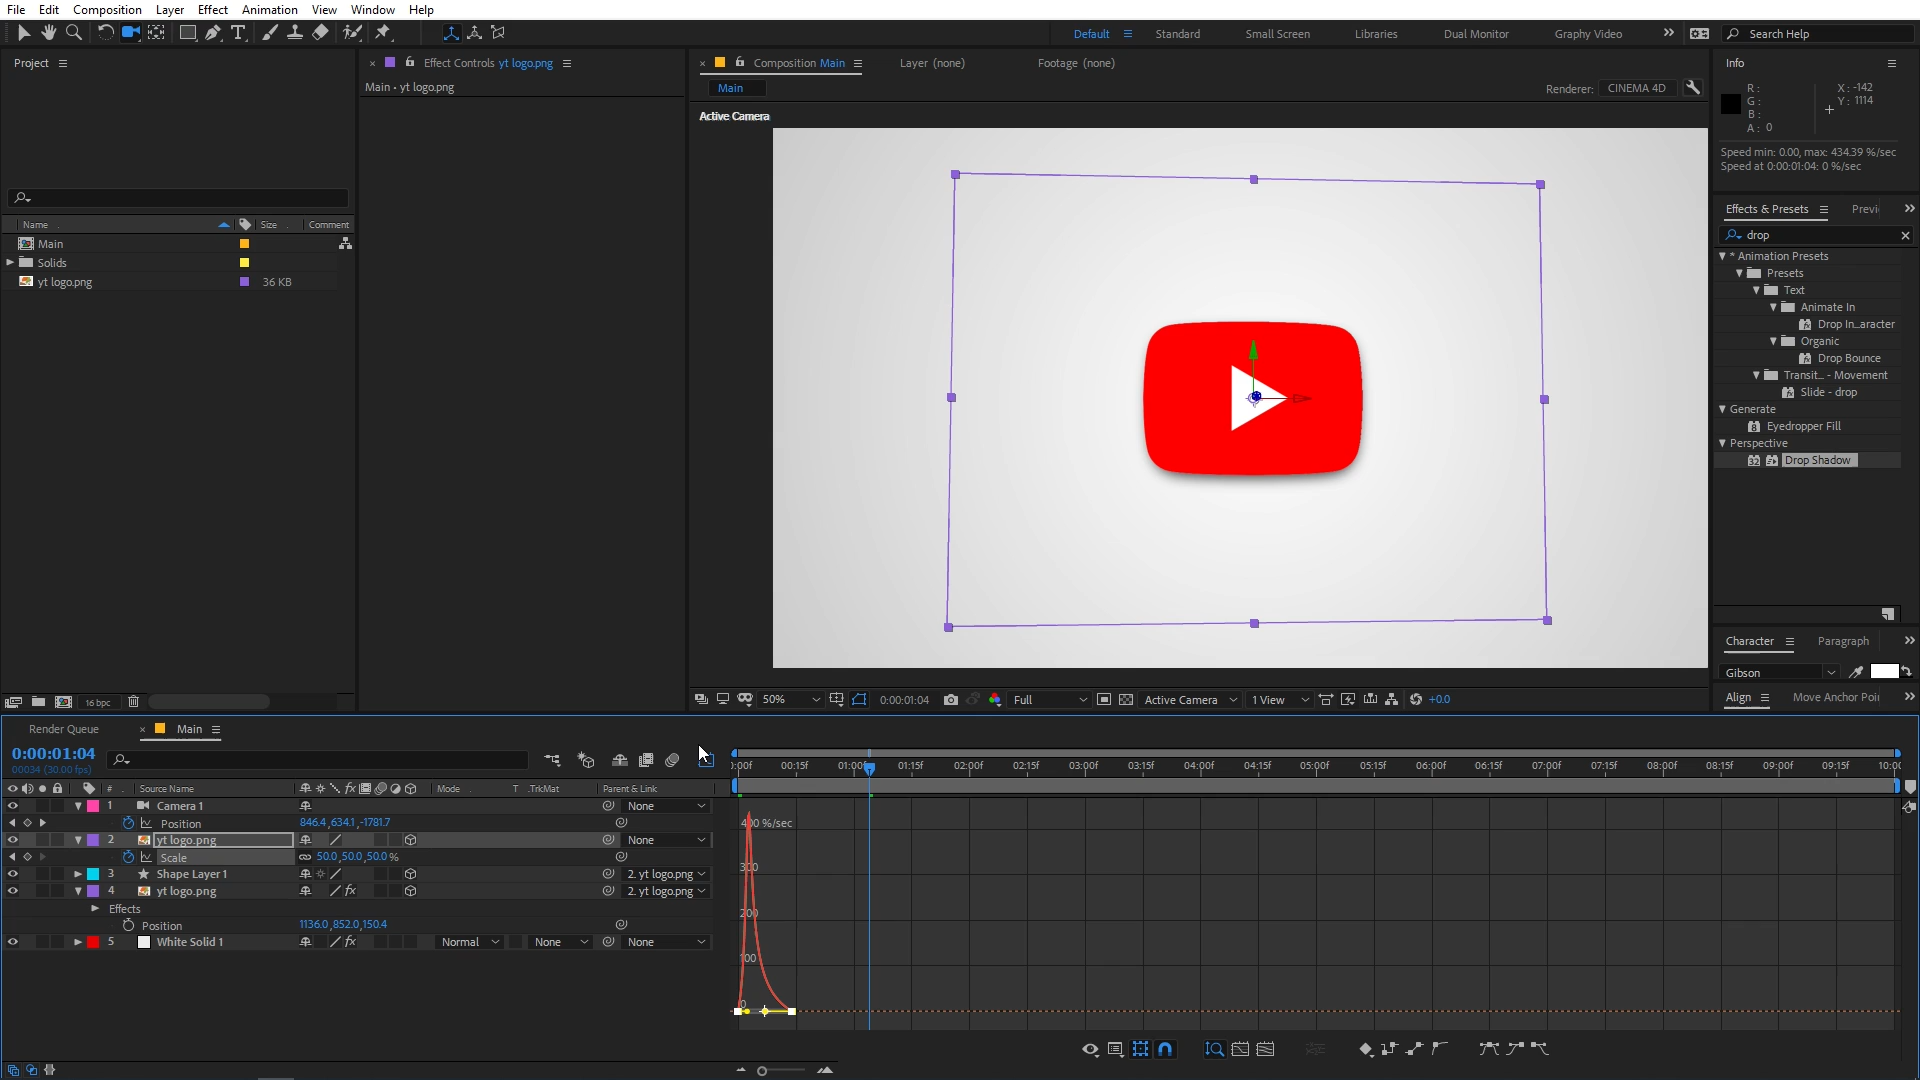 File Edit Composition Layer Effect Animation View Window Help
Default Standard Small Screen Libraries Dual Monitor Graphy Video Search Help
Project Effect Controls yt logo.png Composition Main Layer (none) Footage (none) Info
Main • yt logo.png Main Renderer: CINEMA 4D
R: X: -142
G: Y: 1114
B:
A: 0
Active Camera
Speed min: 0.00, max: 434.39 %/sec
Speed at 0:00:01:04: 0 %/sec
Effects & Presets Previ
drop
Name Size Comment
Main
Solids
yt logo.png 36 KB
* Animation Presets
Presets
Text
Animate In
Drop In...aracter
Organic
Drop Bounce
Transit... - Movement
Slide - drop
Generate
Eyedropper Fill
Perspective
Drop Shadow
Character Paragraph
Gibson
Align Move Anchor Poi
16 bpc 50% 0:00:01:04 Full Active Camera 1 View +0.0
Render Queue Main
0:00:01:04
00034 (30.00 fps)
:00f 00:15f 01:00f 01:15f 02:00f 02:15f 03:00f 03:15f 04:00f 04:15f 05:00f 05:15f 06:00f 06:15f 07:00f 07:15f 08:00f 08:15f 09:00f 09:15f 10:00
# Source Name Mode T .TrkMat Parent & Link
1 Camera 1 None
Position 846.4,634.1,-1781.7
2 yt logo.png None
Scale 50.0,50.0,50.0 %
3 Shape Layer 1 2. yt logo.png
4 yt logo.png 2. yt logo.png
Effects
Position 1136.0,852.0,150.4
5 White Solid 1 Normal None None
400 %/sec
300
200
100
0